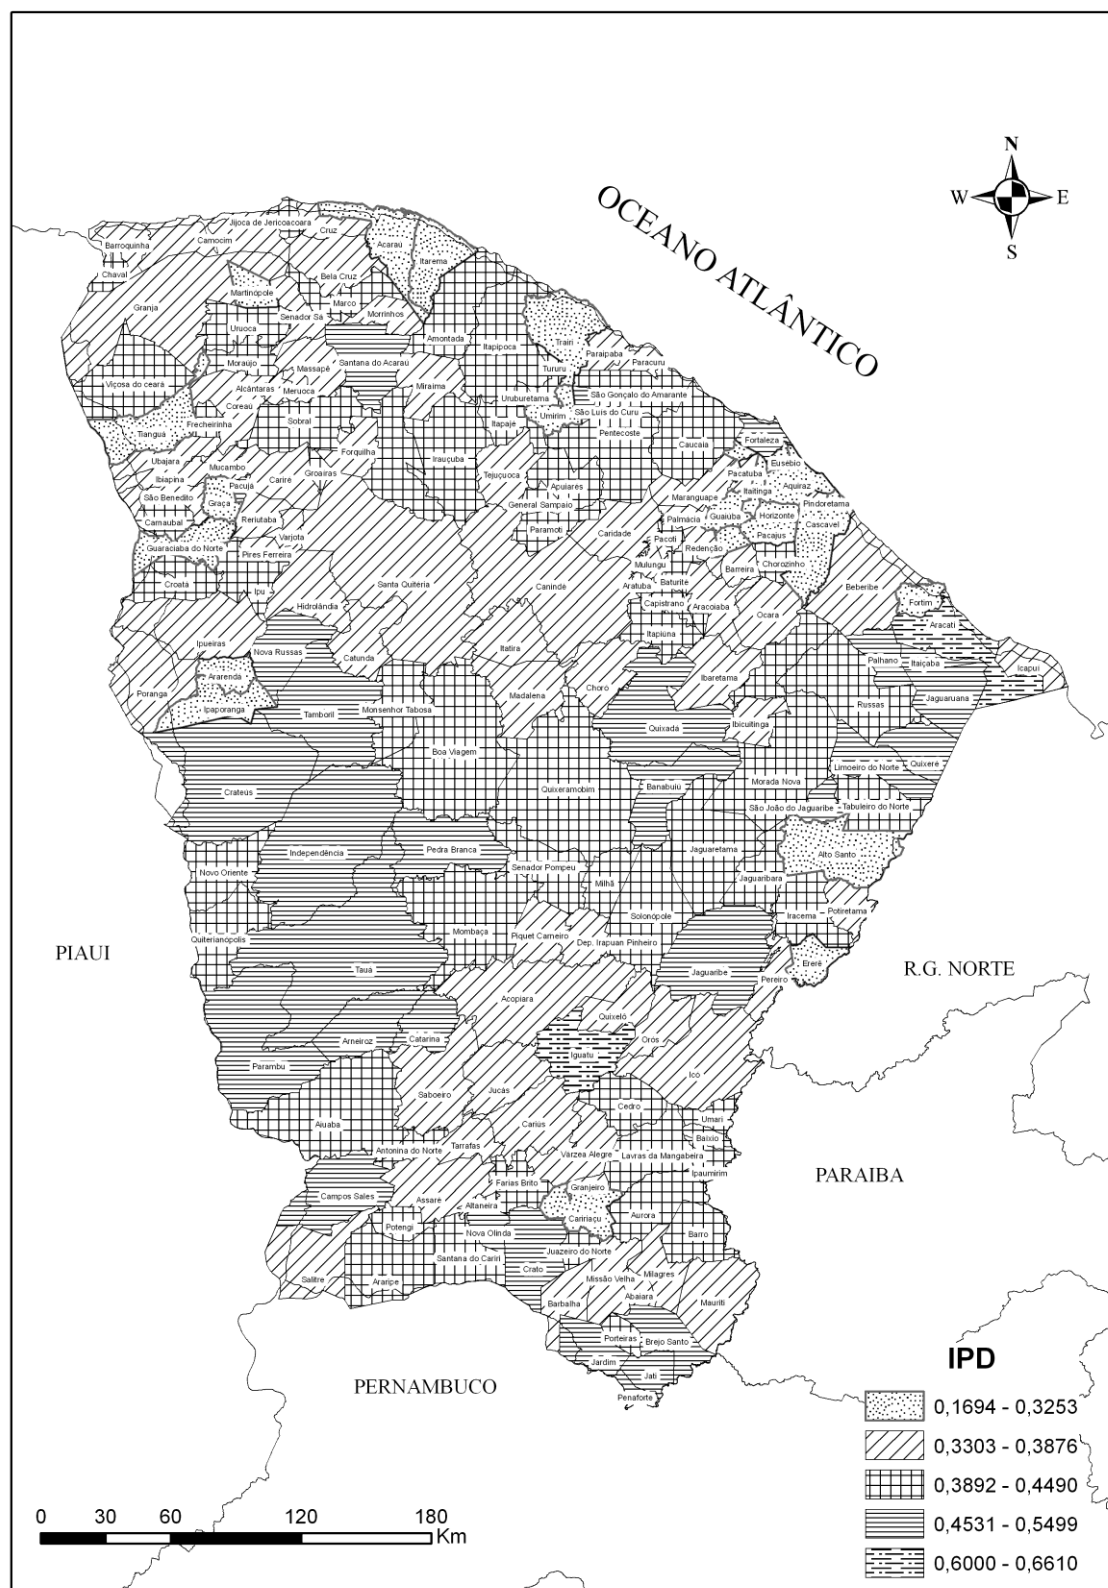 N
W
E
S
OCEANO ATLÂNTICO
Jijoca de Jericoacoara
Cruz
Acaraú
Barroquinha
Camocim
Itarema
Chaval
Bela Cruz
Martinópole
Marco
Granja
Senador Sá
Morrinhos
Uruoca
Amontada
Itapipoca
Trairi
Paraipaba
Paracuru
Moraújo
Massapê
Santana do Acaraú
Miraima
Tururu
Viçosa do ceará
Alcântaras
Meruoca
Uruburetama
São Gonçalo do Amarante
Coreaú
Frecheirinha
Sobral
Itapajé
Umirim
São Luis do Curu
Tianguá
Pentecoste
Caucaia
Fortaleza
Forquilha
Irauçuba
Ubajara
Mucambo
Groairas
Tejuçuoca
Eusébio
Ibiapina
Pacujá
Cariré
Apuiarés
Pacatuba
Aquiraz
São Benedito
Graça
Maranguape
Itaitinga
Pindoretama
General Sampaio
Carnaubal
Reriutaba
Palmácia
Guaiúba
Horizonte
Cascavel
Varjota
Paramoti
Caridade
Pacoti
Pacajus
Guaraciaba do Norte
Pires Ferreira
Redenção
Mulungu
Barreira
Chorozinho
Croatá
Ipu
Santa Quitéria
Canindé
Aratuba
Baturité
Beberibe
Hidrolândia
Capistrano
Aracoiaba
Ocara
Fortim
Itapiúna
Aracati
Ipueiras
Nova Russas
Catunda
Itatira
Palhano
Itaiçaba
Icapuí
Ararendá
Choró
Ibaretama
Poranga
Madalena
Jaguaruana
Ipaporanga
Tamboril
Monsenhor Tabosa
Russas
Quixada
Ibicuitinga
Boa Viagem
Limoeiro do Norte
Quixeré
Crateús
Quixeramobim
Banabuiú
Morada Nova
São João do Jaguaribe
Tabuleiro do Norte
Independência
Pedra Branca
Jaguaretama
Alto Santo
Novo Oriente
Senador Pompeu
Milhã
Jaguaribara
Solonópole
Iracema
Potiretama
Quiterianópolis
Mombaça
Piquet Carneiro
Dep. Irapuan Pinheiro
PIAUI
Ereré
R.G. NORTE
Tauá
Jaguaribe
Pereiro
Acopiara
Quixelô
Arneiroz
Catarina
Orós
Iguatu
Parambu
Icó
Saboeiro
Jucás
Cedro
Umari
Aiuaba
Cariús
Baixio
Antonina do Norte
Tarrafas
Várzea Alegre
Lavras da Mangabeira
PARAIBA
Ipaumirim
Farias Brito
Granjeiro
Campos Sales
Assaré
Altaneira
Caririaçu
Aurora
Potengi
Nova Olinda
Barro
Santana do Cariri
Juazeiro do Norte
Crato
Milagres
Salitre
Araripe
Missão Velha
Abaiara
Mauriti
Barbalha
Porteiras
Brejo Santo
Jardim
Jati
PERNAMBUCO
Penaforte
IPD
0,1694 - 0,3253
0,3303 - 0,3876
0,3892 - 0,4490
0,4531 - 0,5499
0,6000 - 0,6610
0 30 60 120 180
Km